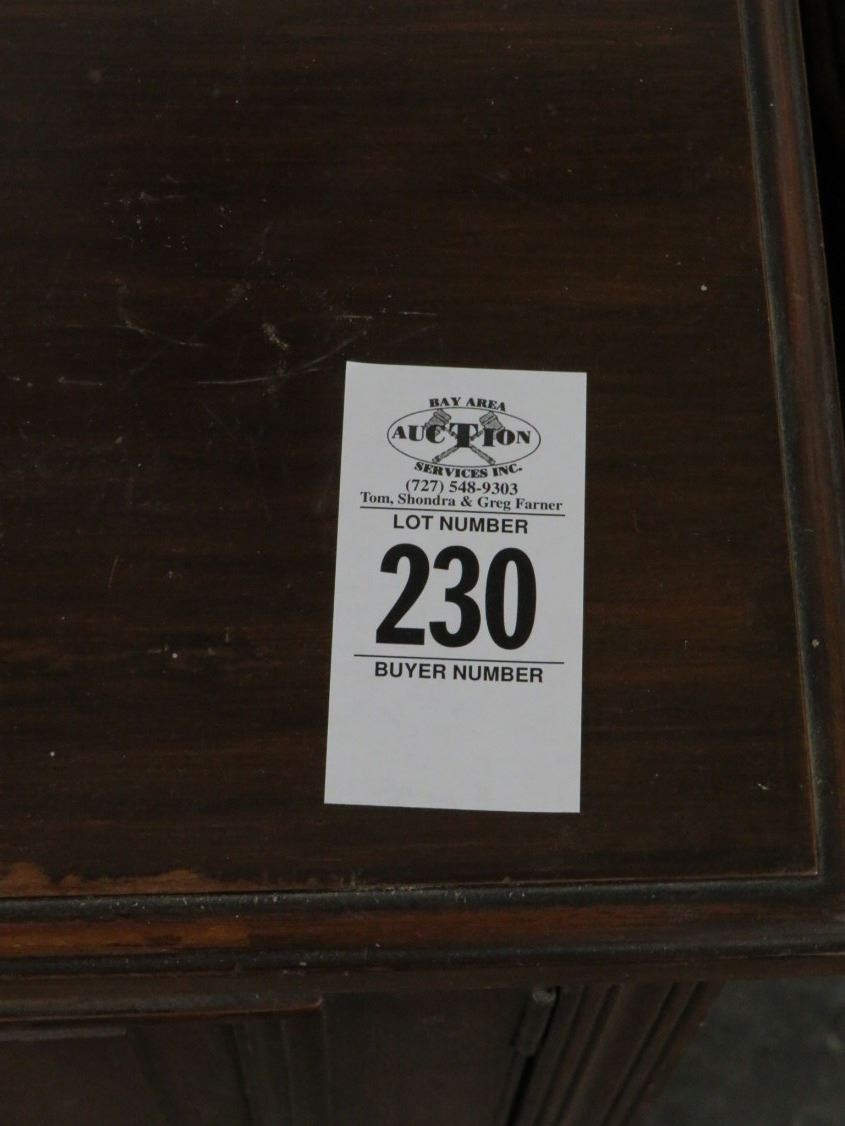 BAY AREA
AUCTION
SERVICES INC.
(727) 548-9303
Tom, Shondra & Greg Farner
LOT NUMBER
230
BUYER NUMBER